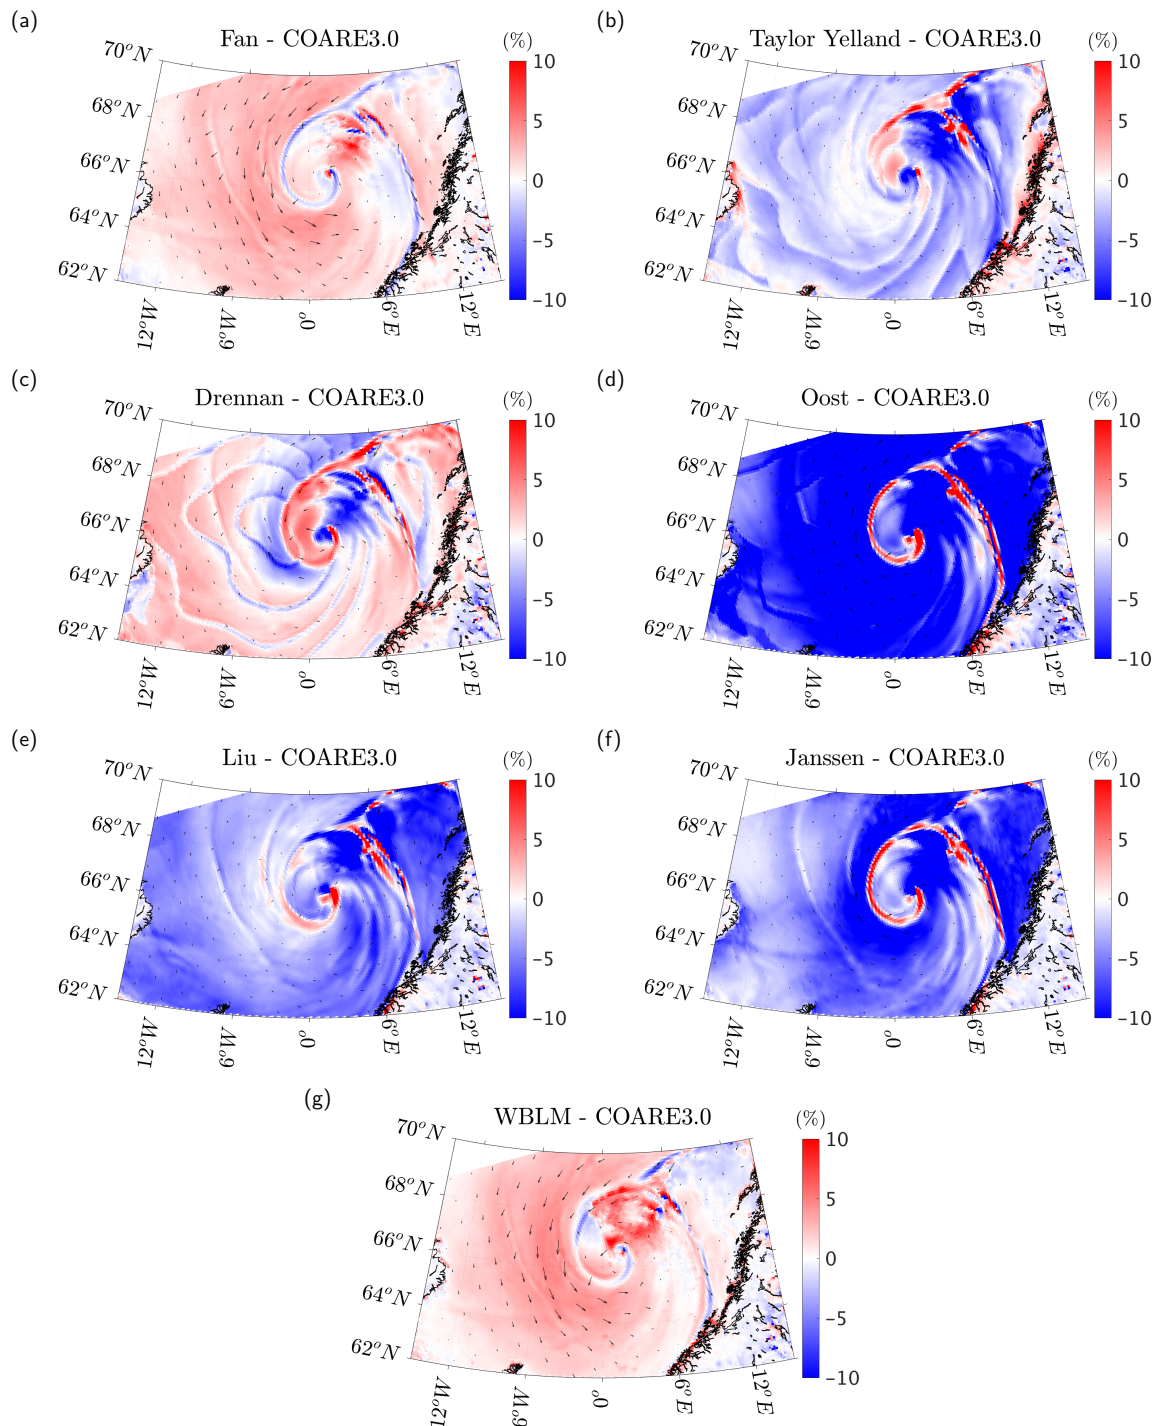 (a)
Fan - COARE3.0
(%)
70°N
68°N
66°N
64°N
62°N
12°W
6°W
0°
6°E
12°E
10
5
0
−5
−10
(b)
Taylor Yelland - COARE3.0
(%)
70°N
68°N
66°N
64°N
62°N
12°W
6°W
0°
6°E
12°E
10
5
0
−5
−10
(c)
Drennan - COARE3.0
(%)
70°N
68°N
66°N
64°N
62°N
12°W
6°W
0°
6°E
12°E
10
5
0
−5
−10
(d)
Oost - COARE3.0
(%)
70°N
68°N
66°N
64°N
62°N
12°W
6°W
0°
6°E
12°E
10
5
0
−5
−10
(e)
Liu - COARE3.0
(%)
70°N
68°N
66°N
64°N
62°N
12°W
6°W
0°
6°E
12°E
10
5
0
−5
−10
(f)
Janssen - COARE3.0
(%)
70°N
68°N
66°N
64°N
62°N
12°W
6°W
0°
6°E
12°E
10
5
0
−5
−10
(g)
WBLM - COARE3.0
(%)
70°N
68°N
66°N
64°N
62°N
12°W
6°W
0°
6°E
12°E
10
5
0
−5
−10